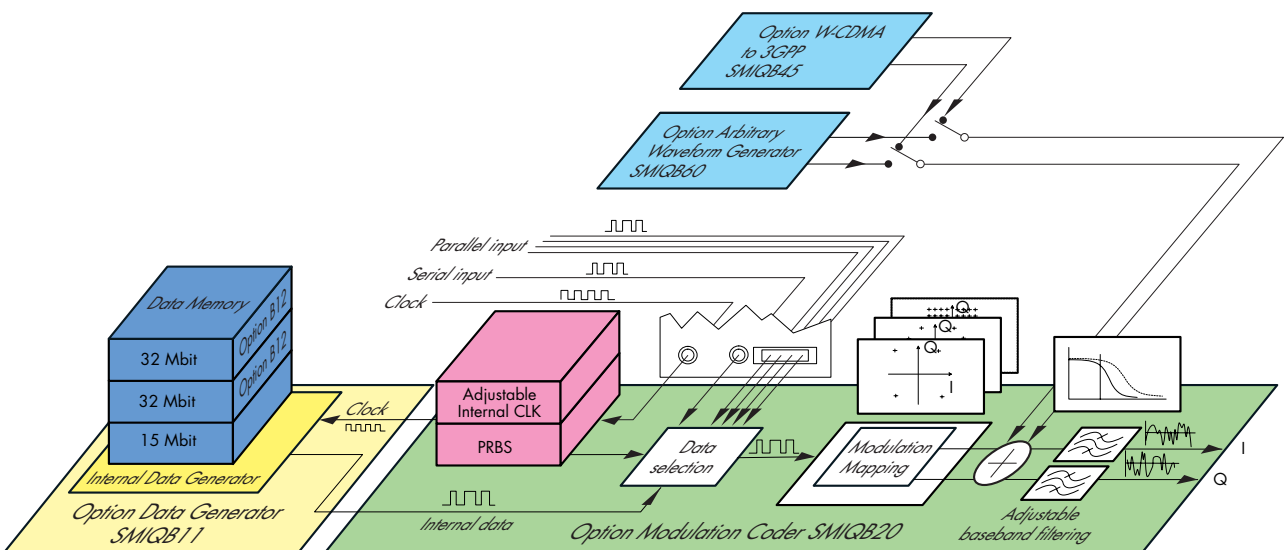 Option W-CDMA
to 3GPP
SMIQB45
Option Arbitrary
Waveform Generator
SMIQB60
Parallel input
Serial input
Clock
Data Memory
Option B12
Option B12
32 Mbit
32 Mbit
15 Mbit
Internal Data Generator
Option Data Generator
SMIQB11
Clock
Adjustable
Internal CLK
PRBS
Internal data
Data
selection
Q
Q
Q
I
Modulation
Mapping
Option Modulation Coder SMIQB20
Adjustable
baseband filtering
I
Q